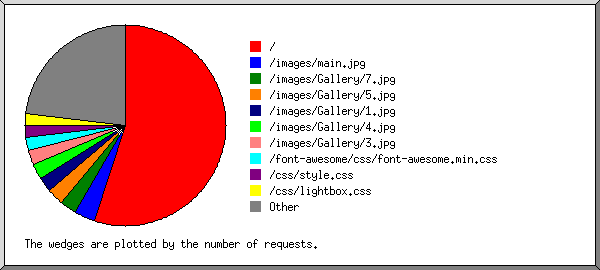 /
/images/main.jpg
/images/Gallery/7.jpg
/images/Gallery/5.jpg
/images/Gallery/1.jpg
/images/Gallery/4.jpg
/images/Gallery/3.jpg
/font-awesome/css/font-awesome.min.css
/css/style.css
/css/lightbox.css
Other
The wedges are plotted by the number of requests.